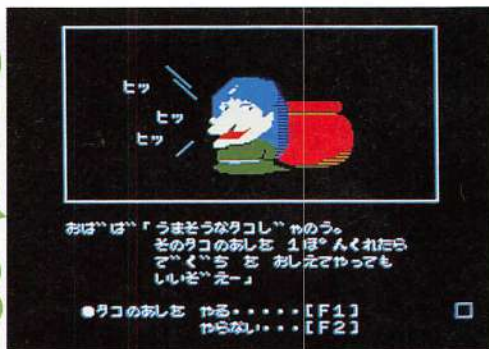 ヒッ
ヒッ
ヒッ
おば゛ば゛「うまそうなタコし゛ゃのう。
そのタコのあしを 1ほ゜んくれたら
て゛く゛ち を おしえてやっても
いいそ゛えー」
●タコのあしを やる・・・・・[F1]
やらない・・・[F2]